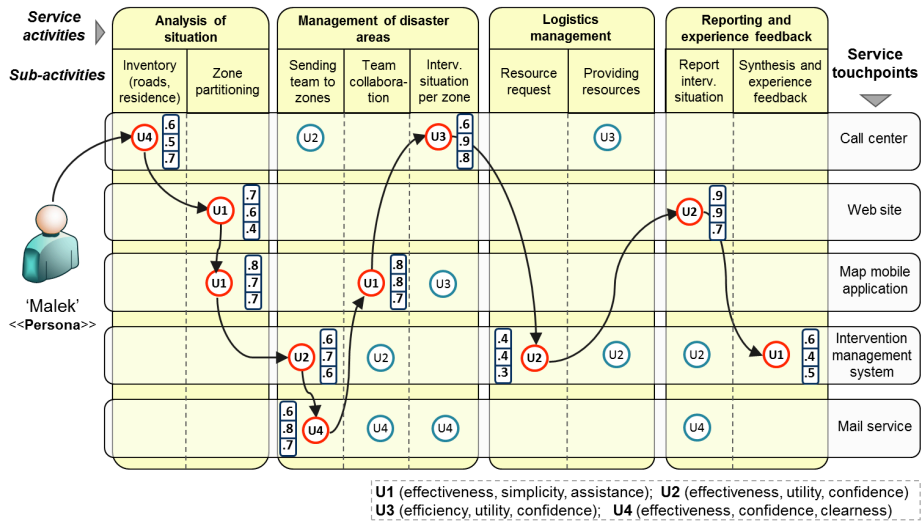 Service
activities
Analysis of
situation
Management of disaster
areas
Logistics
management
Reporting and
experience feedback
Sub-activities
Inventory
(roads,
residence)
Zone
partitioning
Sending
team to
zones
Team
collabora-
tion
Interv.
situation
per zone
Resource
request
Providing
resources
Report
interv.
situation
Synthesis and
experience
feedback
Service
touchpoints
U4
.6
.5
.7
U2
U3
.6
.9
.8
U3
Call center
U1
.7
.6
.4
U2
.9
.9
.7
Web site
U1
.8
.7
.7
U1
.8
.8
.7
U3
Map mobile
application
'Malek'
<<Persona>>
U2
.6
.7
.6
U2
.4
.4
.3
U2
U2
U2
U1
.6
.4
.5
Intervention
management
system
.6
.8
.7
U4
U4
U4
U4
Mail service
U1 (effectiveness, simplicity, assistance); U2 (effectiveness, utility, confidence)
U3 (efficiency, utility, confidence); U4 (effectiveness, confidence, clearness)